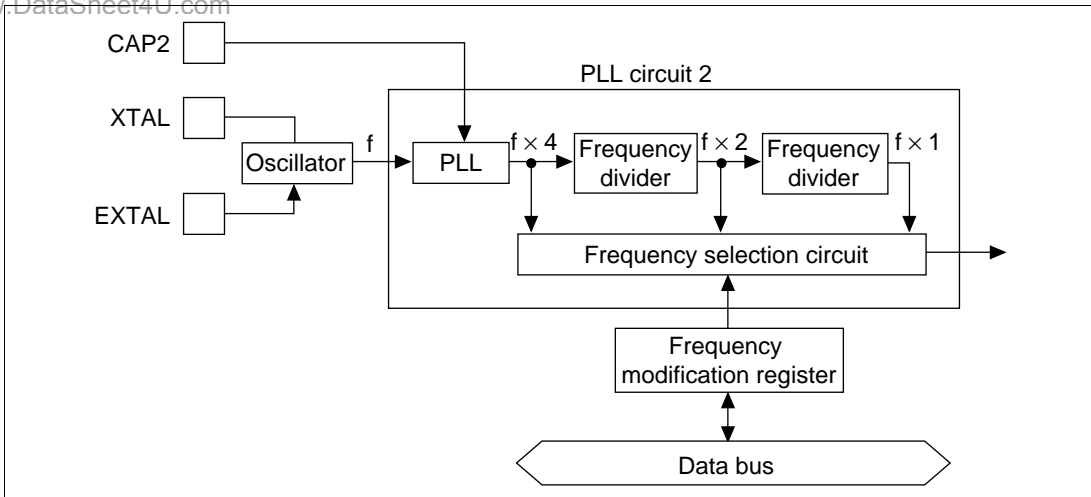 .DataSheet4U.com
CAP2
PLL circuit 2
XTAL
f
f × 4
Frequency
divider
f × 2
Frequency
divider
f × 1
Oscillator
PLL
EXTAL
Frequency selection circuit
Frequency
modification register
Data bus